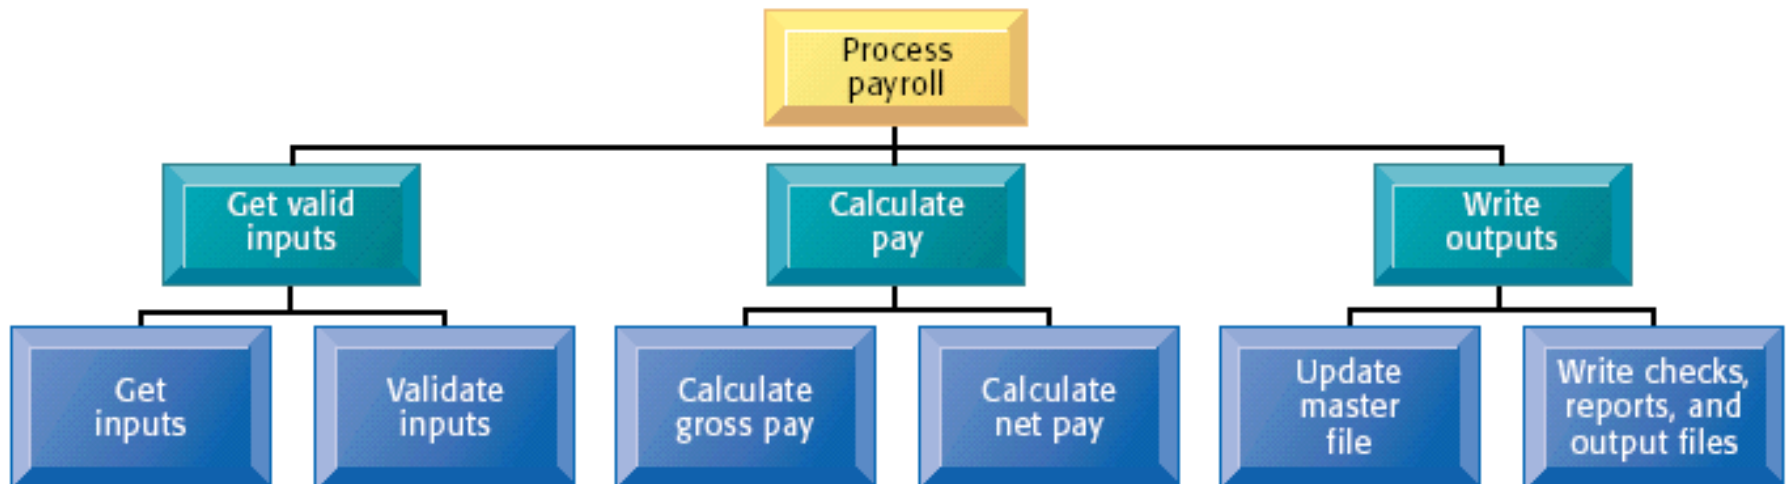 Process
payroll
Get valid
inputs
Calculate
pay
Write
outputs
Get
inputs
Validate
inputs
Calculate
gross pay
Calculate
net pay
Update
master
file
Write checks,
reports, and
output files